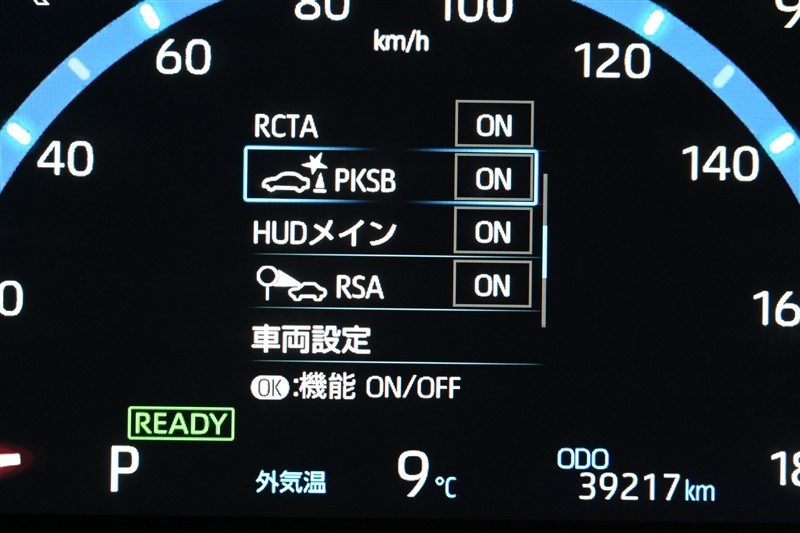 80 100
km/h
60 120
40 140
RCTA ON
PKSB ON
HUDメイン ON
RSA ON
車両設定
OK:機能 ON/OFF
READY
P
外気温 9℃
ODO
39217km